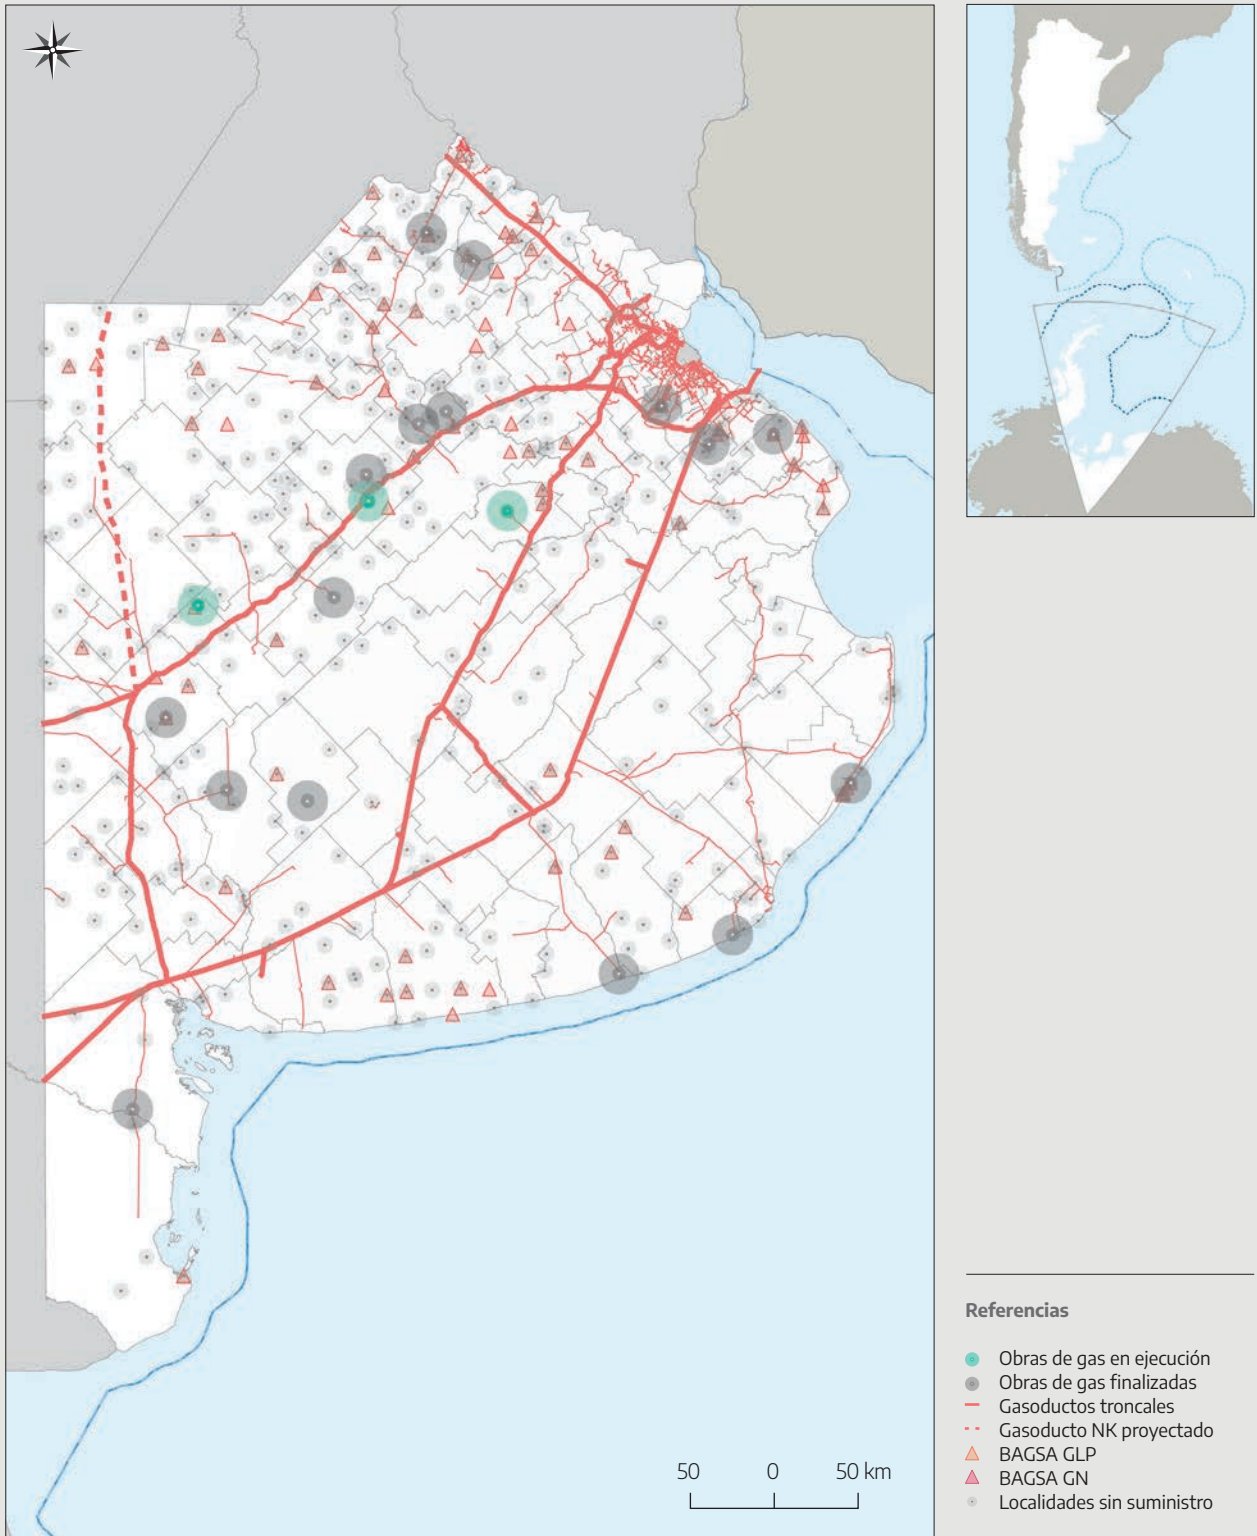 50 0 50 km
Referencias
Obras de gas en ejecución
Obras de gas finalizadas
Gasoductos troncales
Gasoducto NK proyectado
BAGSA GLP
BAGSA GN
Localidades sin suministro